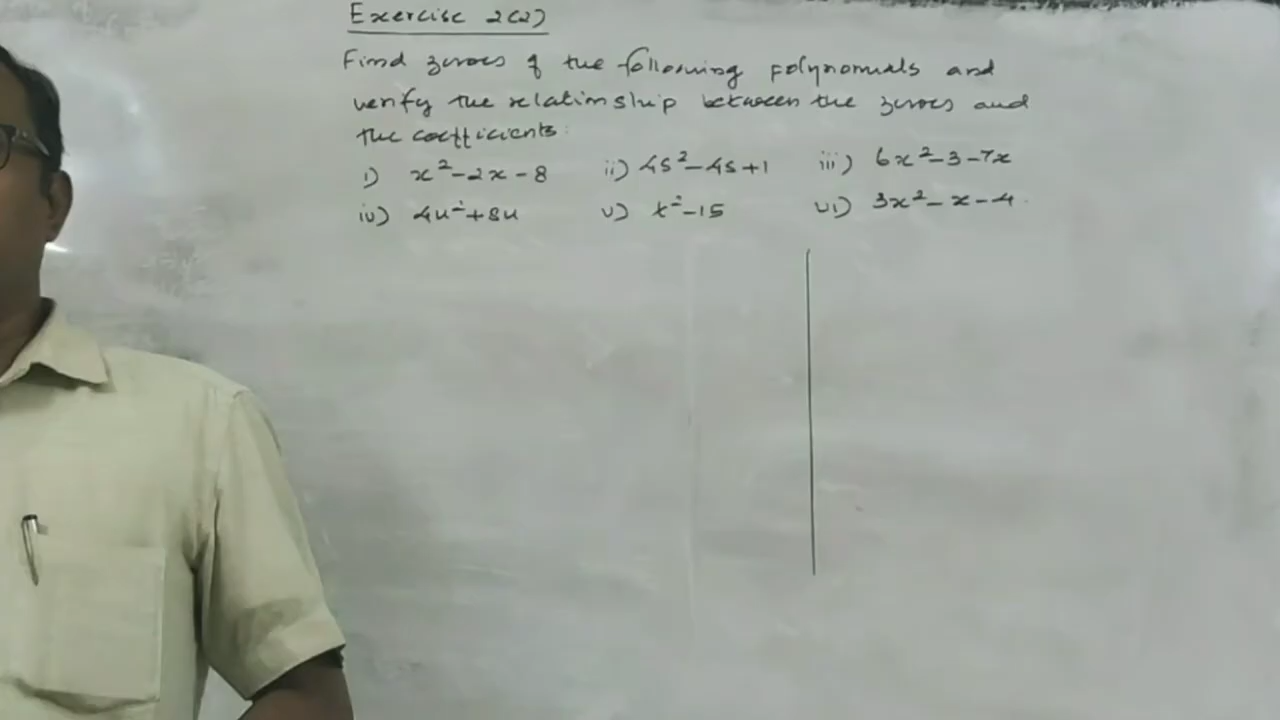 Exercise 2(2)
Find zeroes of the following polynomials and
verify the relationship between the zeroes and
the coefficients:
i) x²-2x-8 ii) 4s²-4s+1 iii) 6x²-3-7x
iv) 4u²+8u v) t²-15 vi) 3x²-x-4